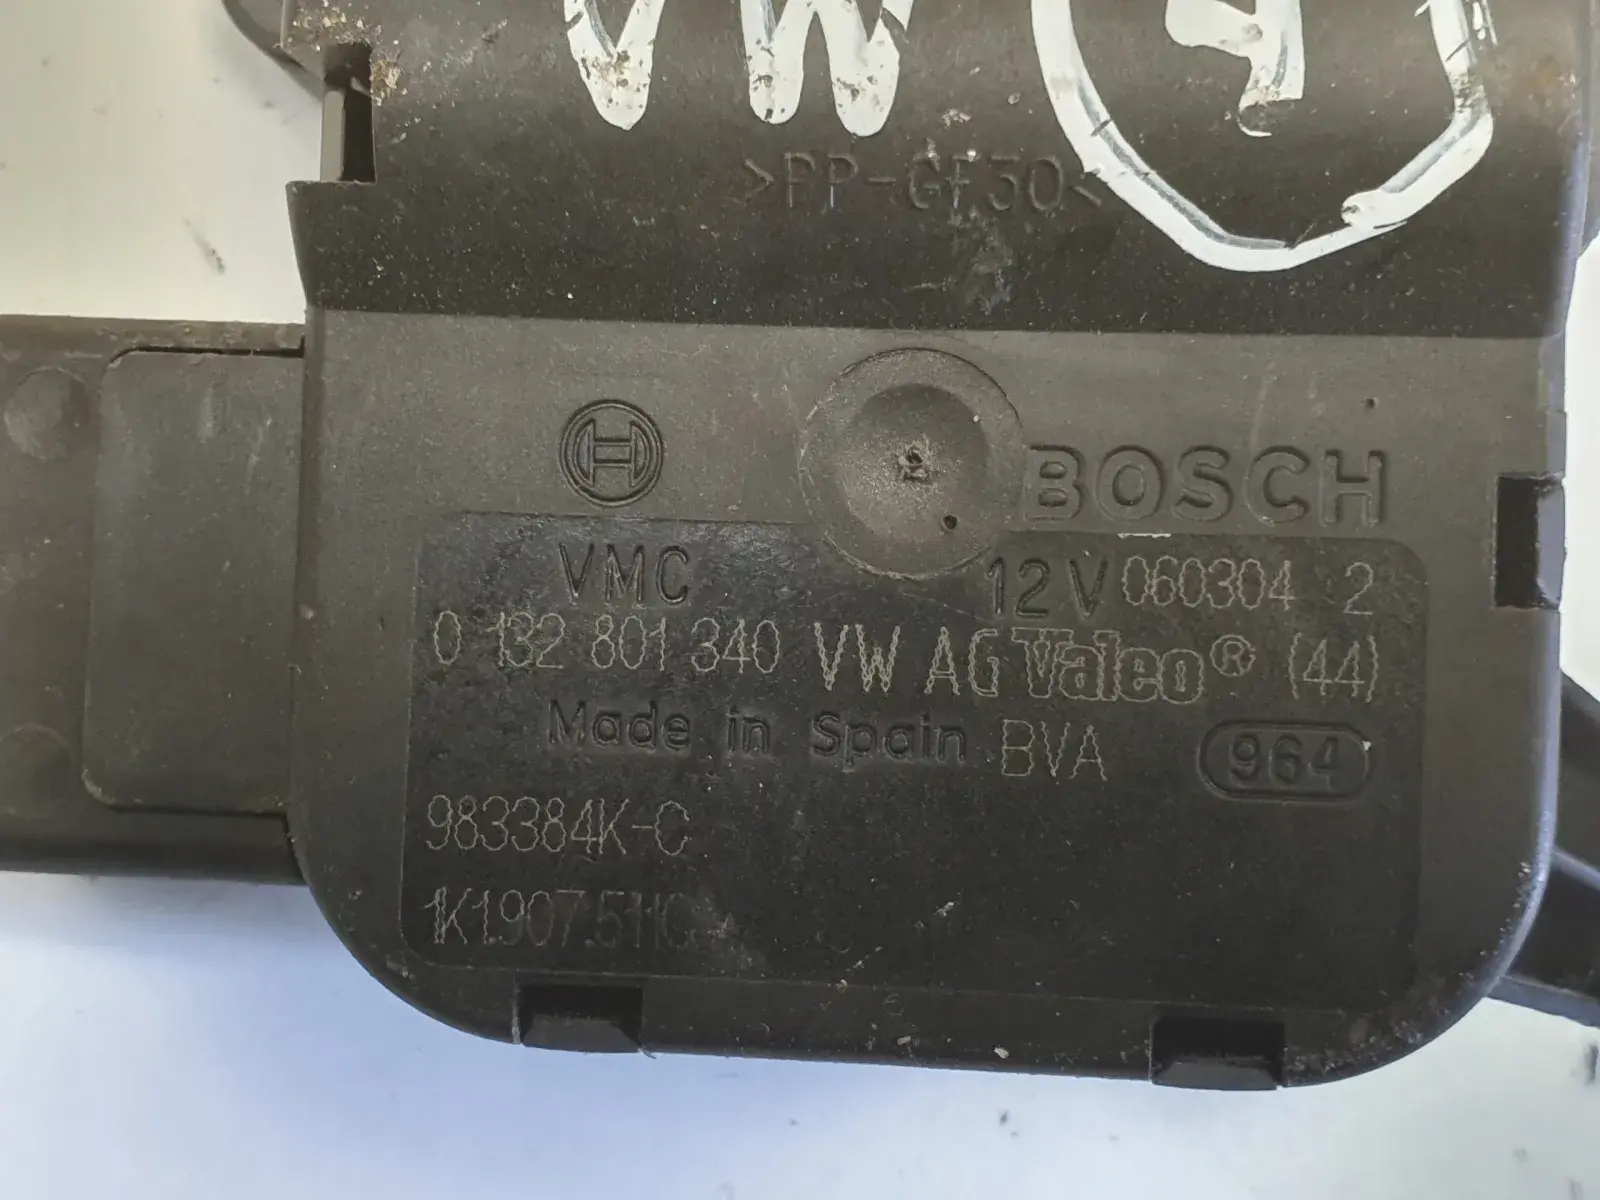 VW 7
>PP-GF30<
BOSCH
VMC 12V 060304 2
0 132 801 340 VW AG Valeo® (44)
Made in Spain BVA 964
983384K-C
1K1.907.511C